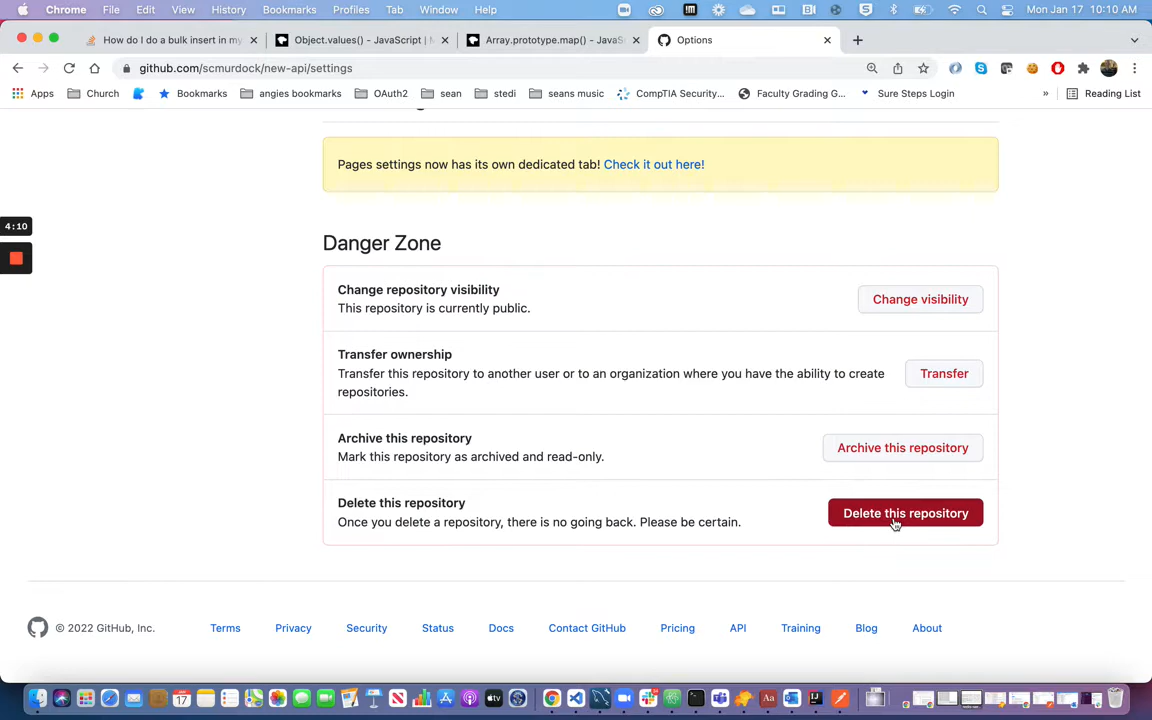 Chrome File Edit View History Bookmarks Profiles Tab Window Help Mon Jan 17 10:10 AM
How do I do a bulk insert in my Object.values() - JavaScript | M Array.prototype.map() - JavaS Options
github.com/scmurdock/new-api/settings
Apps Church Bookmarks angies bookmarks OAuth2 sean stedi seans music CompTIA Security... Faculty Grading G... Sure Steps Login » Reading List
Pages settings now has its own dedicated tab! Check it out here!
4:10
Danger Zone
Change repository visibility
This repository is currently public.
Change visibility
Transfer ownership
Transfer this repository to another user or to an organization where you have the ability to create
repositories.
Transfer
Archive this repository
Mark this repository as archived and read-only.
Archive this repository
Delete this repository
Once you delete a repository, there is no going back. Please be certain.
Delete this repository
© 2022 GitHub, Inc. Terms Privacy Security Status Docs Contact GitHub Pricing API Training Blog About
17